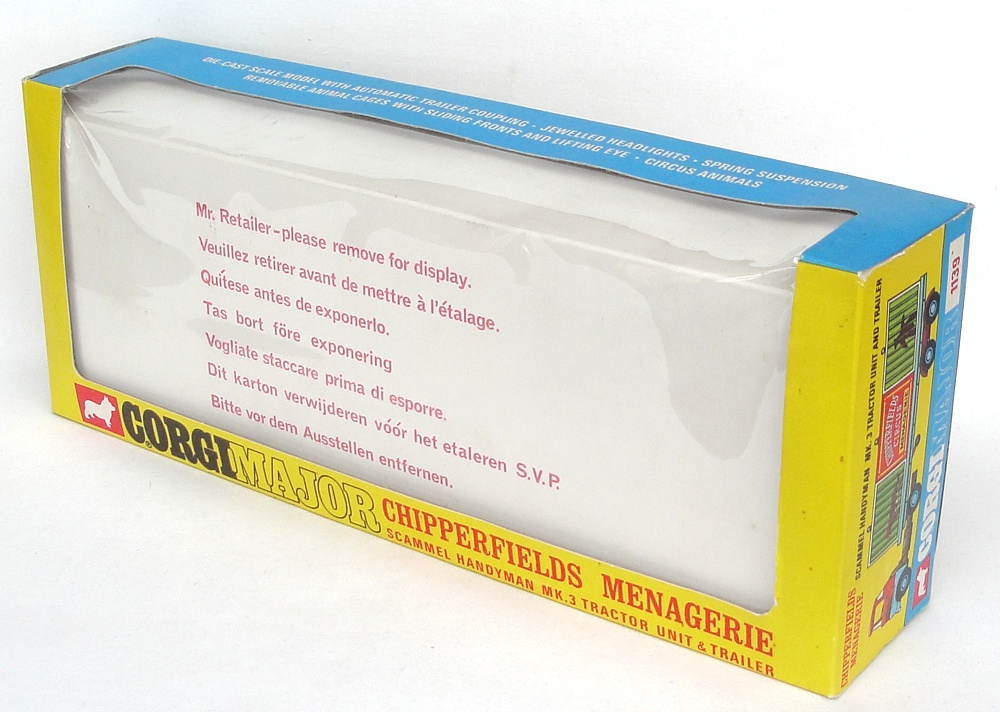 DIE-CAST SCALE MODEL WITH AUTOMATIC TRAILER COUPLING · JEWELLED HEADLIGHTS · SPRING SUSPENSION
REMOVABLE ANIMAL CAGES WITH SLIDING FRONTS AND LIFTING EYE · CIRCUS ANIMALS
Mr. Retailer - please remove for display.
Veuillez retirer avant de mettre à l'étalage.
Quítese antes de exponerlo.
Tas bort före exponering
Vogliate staccare prima di esporre.
Dit karton verwijderen vóór het etaleren S.V.P.
Bitte vor dem Ausstellen entfernen.
CORGI MAJOR
CHIPPERFIELDS MENAGERIE
SCAMMEL HANDYMAN MK.3 TRACTOR UNIT & TRAILER
CHIPPERFIELDS
MENAGERIE
SCAMMEL HANDYMAN MK. 3 TRACTOR UNIT AND TRAILER
CHIPPERFIELDS
CIRCUS
CORGI MAJOR
1139